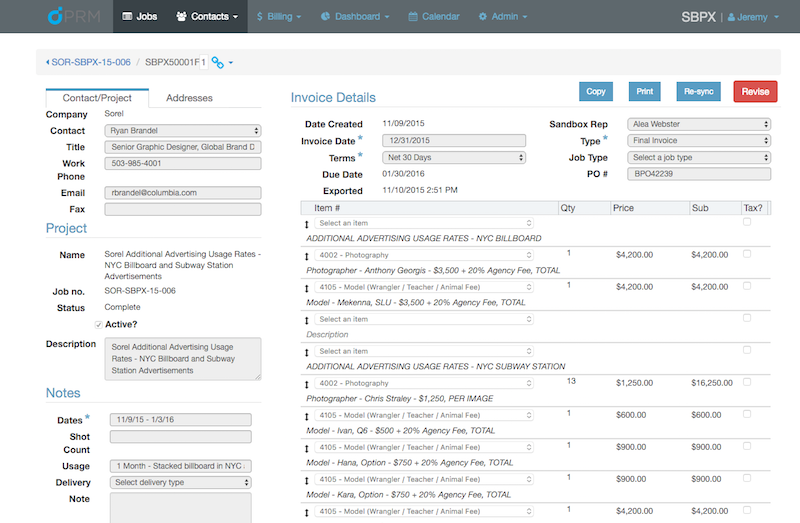 OPRM
Jobs
Contacts
$ Billing
Dashboard
Calendar
Admin
SBPX
Jeremy
SOR-SBPX-15-006 / SBPX50001F1
Contact/Project
Addresses
Company Sorel
Contact Ryan Brandel
Title Senior Graphic Designer, Global Brand D
Work Phone 503-985-4001
Email rbrandel@columbia.com
Fax
Project
Name Sorel Additional Advertising Usage Rates -
NYC Billboard and Subway Station
Advertisements
Job no. SOR-SBPX-15-006
Status Complete
Active?
Description Sorel Additional Advertising Usage
Rates - NYC Billboard and Subway
Station Advertisements
Notes
Dates * 11/9/15 - 1/3/16
Shot Count
Usage 1 Month - Stacked billboard in NYC
Delivery Select delivery type
Note
Invoice Details
Copy
Print
Re-sync
Revise
Date Created 11/09/2015
Invoice Date * 12/31/2015
Terms * Net 30 Days
Due Date 01/30/2016
Exported 11/10/2015 2:51 PM
Sandbox Rep Alea Webster
Type * Final Invoice
Job Type Select a job type
PO # BPO42239
Item # Qty Price Sub Tax?
Select an item
ADDITIONAL ADVERTISING USAGE RATES - NYC BILLBOARD
4002 - Photography 1 $4,200.00 $4,200.00
Photographer - Anthony Georgis - $3,500 + 20% Agency Fee, TOTAL
4105 - Model (Wrangler / Teacher / Animal Fee) 1 $4,200.00 $4,200.00
Model - Mekenna, SLU - $3,500 + 20% Agency Fee, TOTAL
Select an item
Description
Select an item
ADDITIONAL ADVERTISING USAGE RATES - NYC SUBWAY STATION
4002 - Photography 13 $1,250.00 $16,250.00
Photographer - Chris Straley - $1,250, PER IMAGE
4105 - Model (Wrangler / Teacher / Animal Fee) 1 $600.00 $600.00
Model - Ivan, Q6 - $500 + 20% Agency Fee, TOTAL
4105 - Model (Wrangler / Teacher / Animal Fee) 1 $900.00 $900.00
Model - Hana, Option - $750 + 20% Agency Fee, TOTAL
4105 - Model (Wrangler / Teacher / Animal Fee) 1 $900.00 $900.00
Model - Kara, Option - $750 + 20% Agency Fee, TOTAL
4105 - Model (Wrangler / Teacher / Animal Fee) 1 $4,200.00 $4,200.00